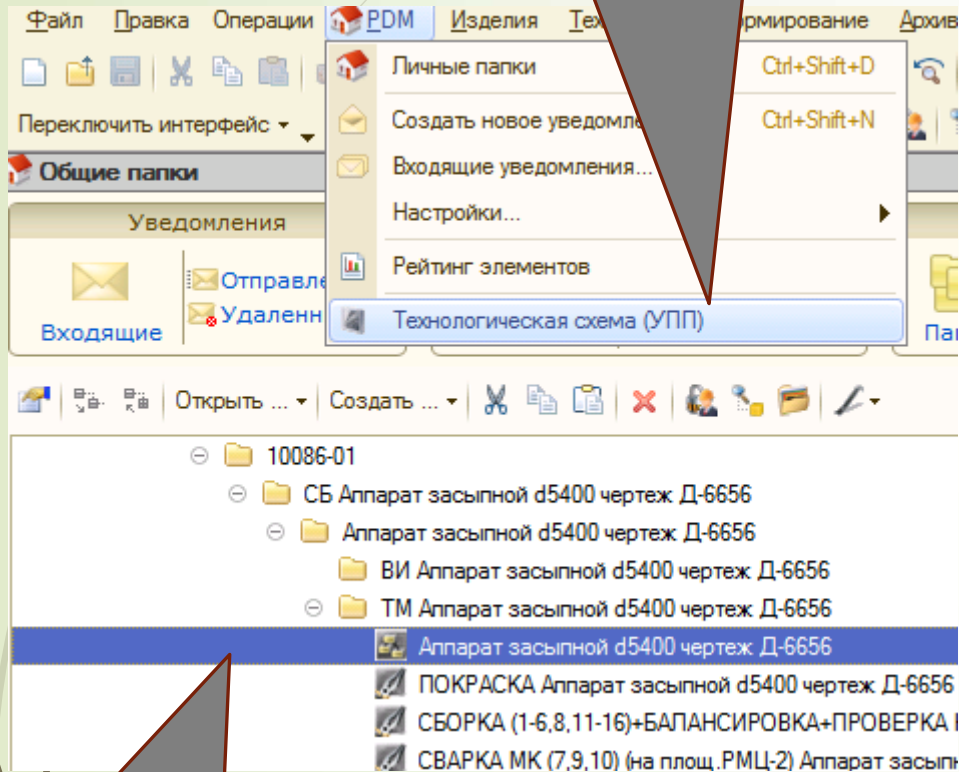 Файл Правка Операции PDM Изделия рмирование Архив
Личные папки Ctrl+Shift+D
Переключить интерфейс Создать новое Ctrl+Shift+N
Общие папки Входящие уведомления...
Уведомления Настройки...
Рейтинг элементов
Входящие Технологическая схема (УПП)
Открыть ... Создать ...
10086-01
СБ Аппарат засыпной d5400 чертеж Д-6656
Аппарат засыпной d5400 чертеж Д-6656
ВИ Аппарат засыпной d5400 чертеж Д-6656
ТМ Аппарат засыпной d5400 чертеж Д-6656
Аппарат засыпной d5400 чертеж Д-6656
ПОКРАСКА Аппарат засыпной d5400 чертеж Д-6656
СБОРКА (1-6,8,11-16)+БАЛАНСИРОВКА+ПРОВЕРКА
СВАРКА МК (7,9,10) (на площ.РМЦ-2) Аппарат засып